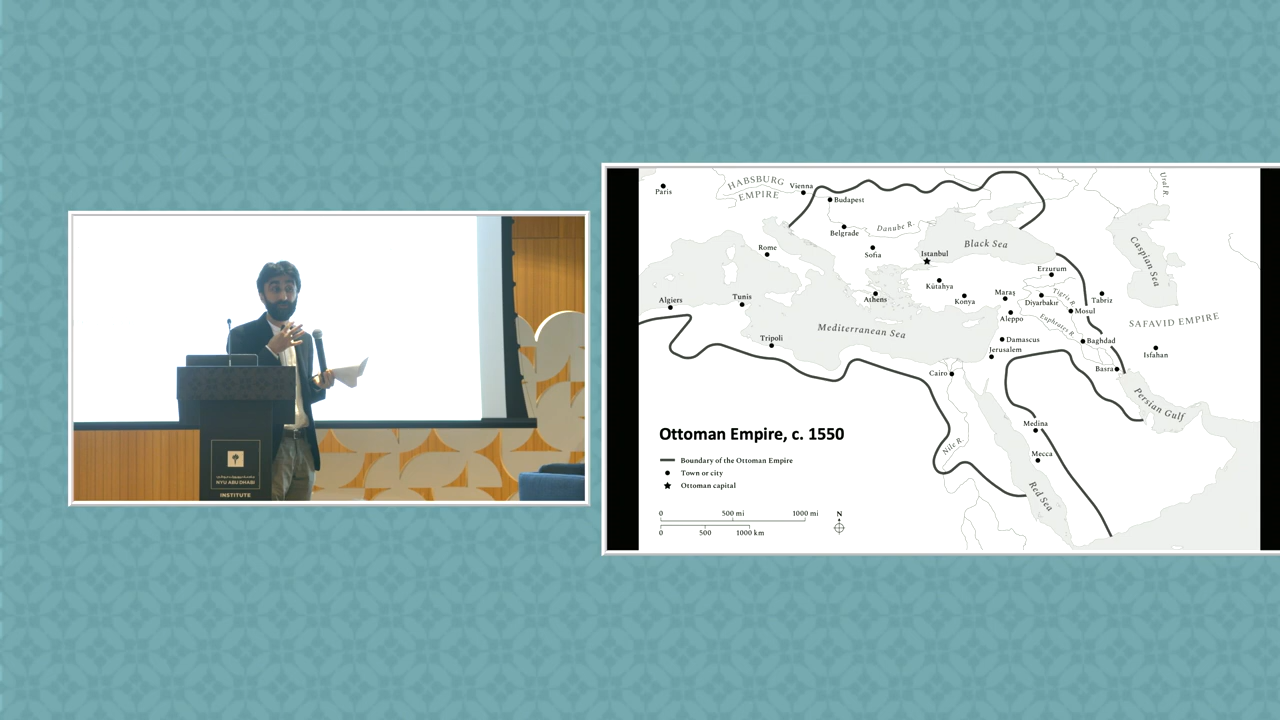 NYU ABU DHABI
INSTITUTE
HABSBURG
EMPIRE
Paris
Vienna
Budapest
Ural R.
Belgrade
Danube R.
Rome
Sofia
Istanbul
Black Sea
Caspian Sea
Erzurum
Kütahya
Konya
Maraş
Diyarbakir
Tigris R.
Tabriz
Algiers
Tunis
Athens
Aleppo
Euphrates R.
Mosul
SAFAVID EMPIRE
Tripoli
Mediterranean Sea
Damascus
Baghdad
Jerusalem
Isfahan
Cairo
Basra
Persian Gulf
Medina
Nile R.
Mecca
Red Sea
Ottoman Empire, c. 1550
Boundary of the Ottoman Empire
Town or city
Ottoman capital
0 500 mi 1000 mi
0 500 1000 km
N